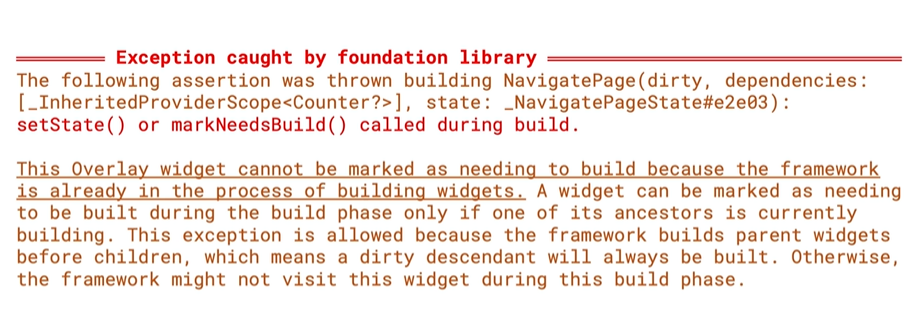 Exception caught by foundation library
The following assertion was thrown building NavigatePage(dirty, dependencies:
[_InheritedProviderScope<Counter?>], state: _NavigatePageState#e2e03):
setState() or markNeedsBuild() called during build.
This Overlay widget cannot be marked as needing to build because the framework
is already in the process of building widgets. A widget can be marked as needing
to be built during the build phase only if one of its ancestors is currently
building. This exception is allowed because the framework builds parent widgets
before children, which means a dirty descendant will always be built. Otherwise,
the framework might not visit this widget during this build phase.